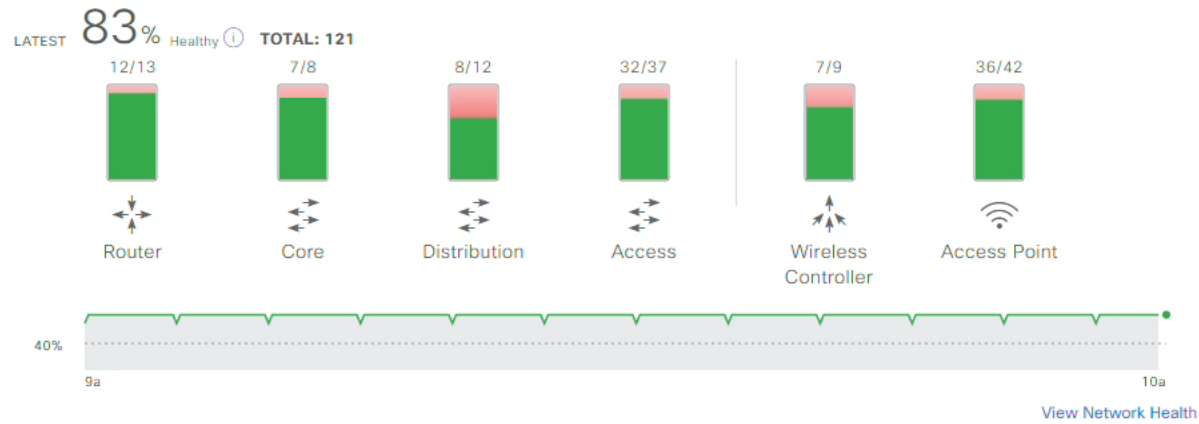 LATEST 83% Healthy i TOTAL: 121
12/13 7/8 8/12 32/37 7/9 36/42
Router Core Distribution Access Wireless Controller Access Point
40%
9a 10a
View Network Health